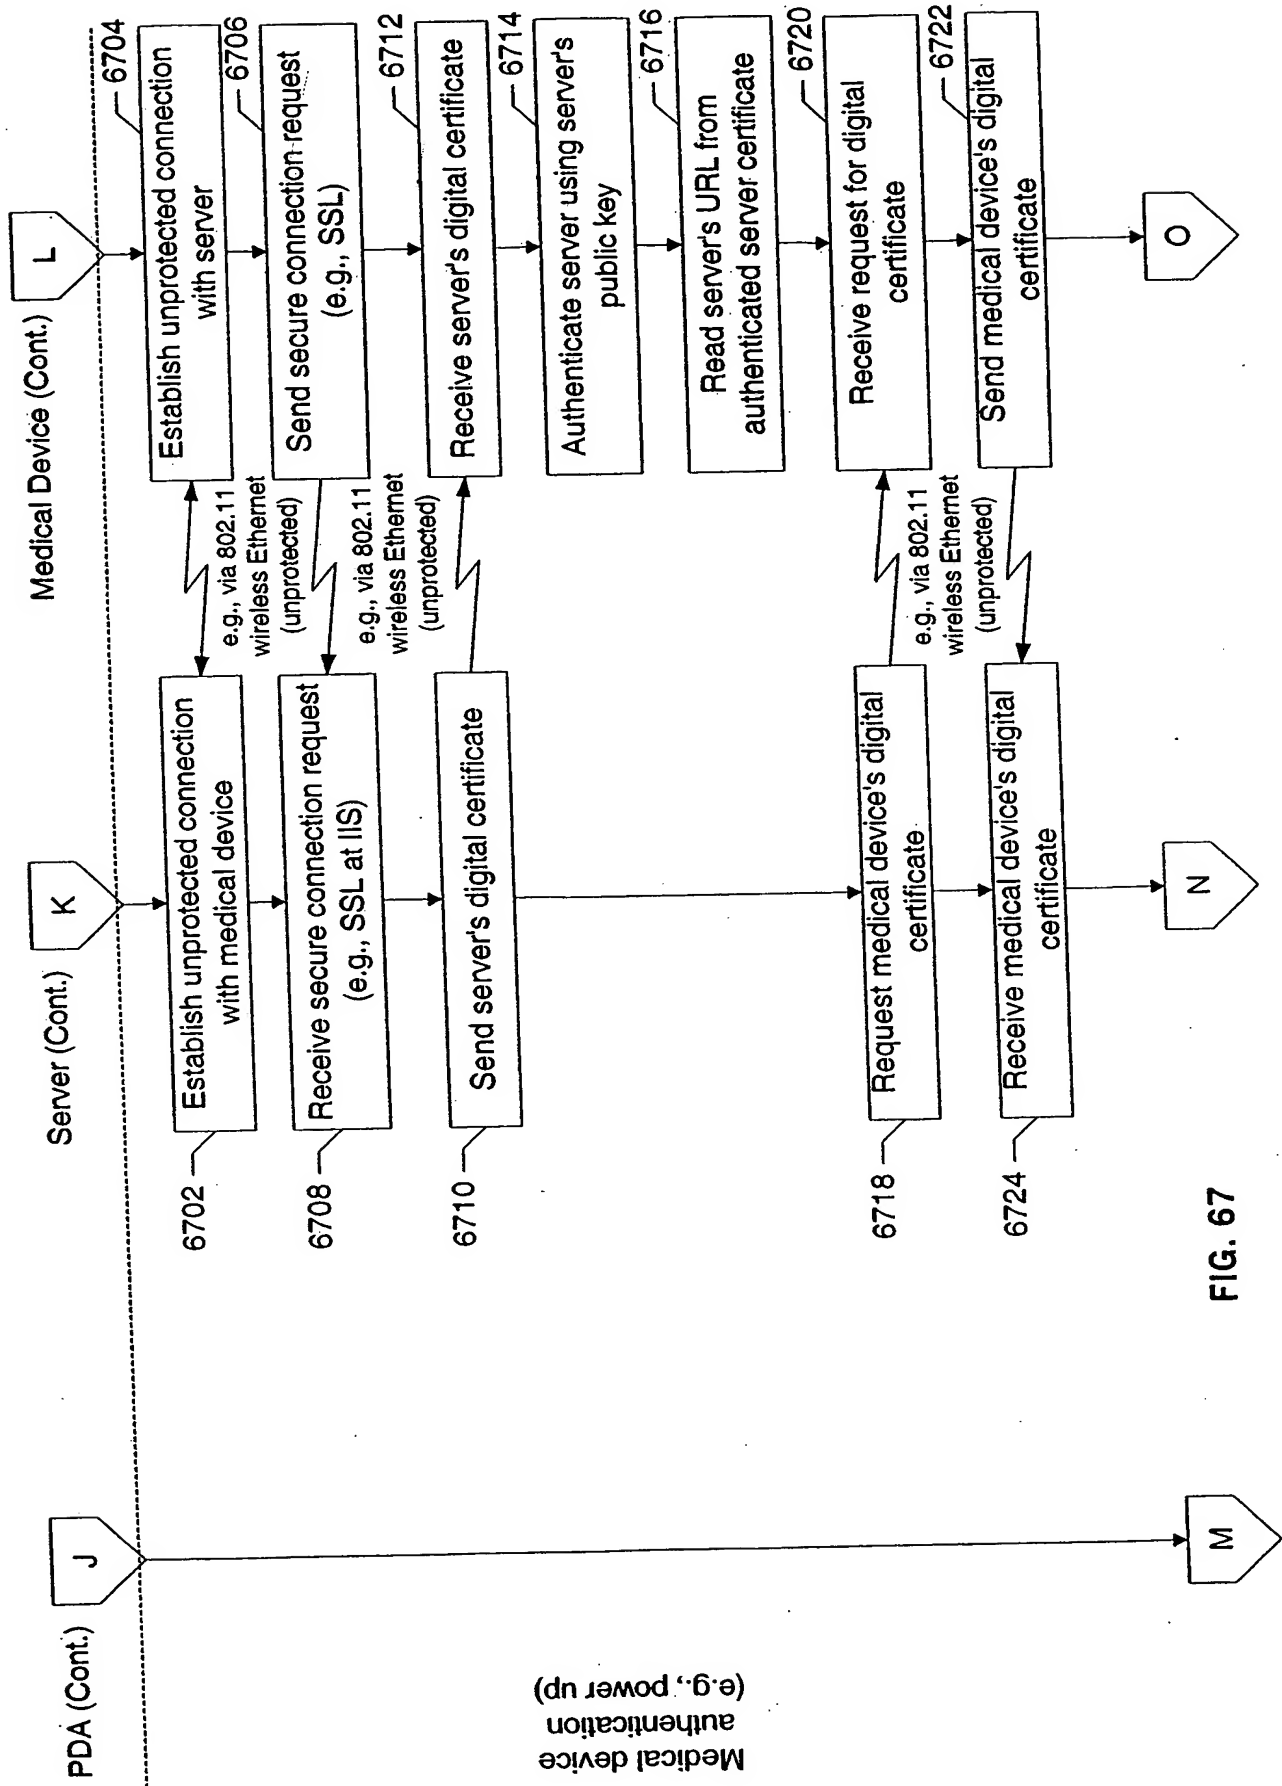 PDA (Cont.)
Server (Cont.)
Medical Device (Cont.)
J
K
L
Medical device
authentication
(e.g., power up)
6702
Establish unprotected connection
with medical device
e.g., via 802.11
wireless Ethernet
(unprotected)
6704
Establish unprotected connection
with server
6706
Send secure connection request
(e.g., SSL)
6708
Receive secure connection request
(e.g., SSL at IIS)
e.g., via 802.11
wireless Ethernet
(unprotected)
6710
Send server's digital certificate
6712
Receive server's digital certificate
6714
Authenticate server using server's
public key
6716
Read server's URL from
authenticated server certificate
6718
Request medical device's digital
certificate
6720
Receive request for digital
certificate
e.g., via 802.11
wireless Ethernet
(unprotected)
6722
Send medical device's digital
certificate
6724
Receive medical device's digital
certificate
M
N
O
FIG. 67